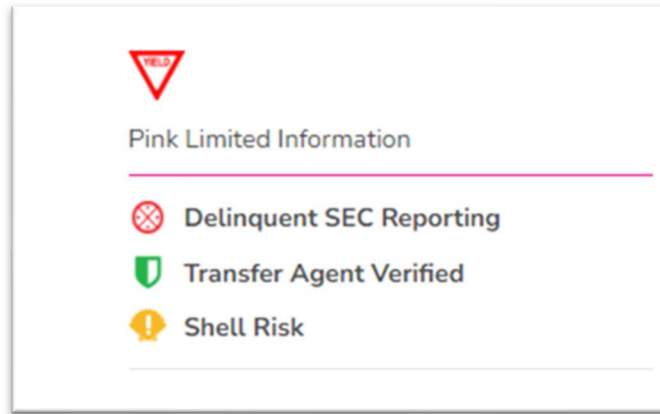 YIELD
Pink Limited Information
Delinquent SEC Reporting
Transfer Agent Verified
Shell Risk